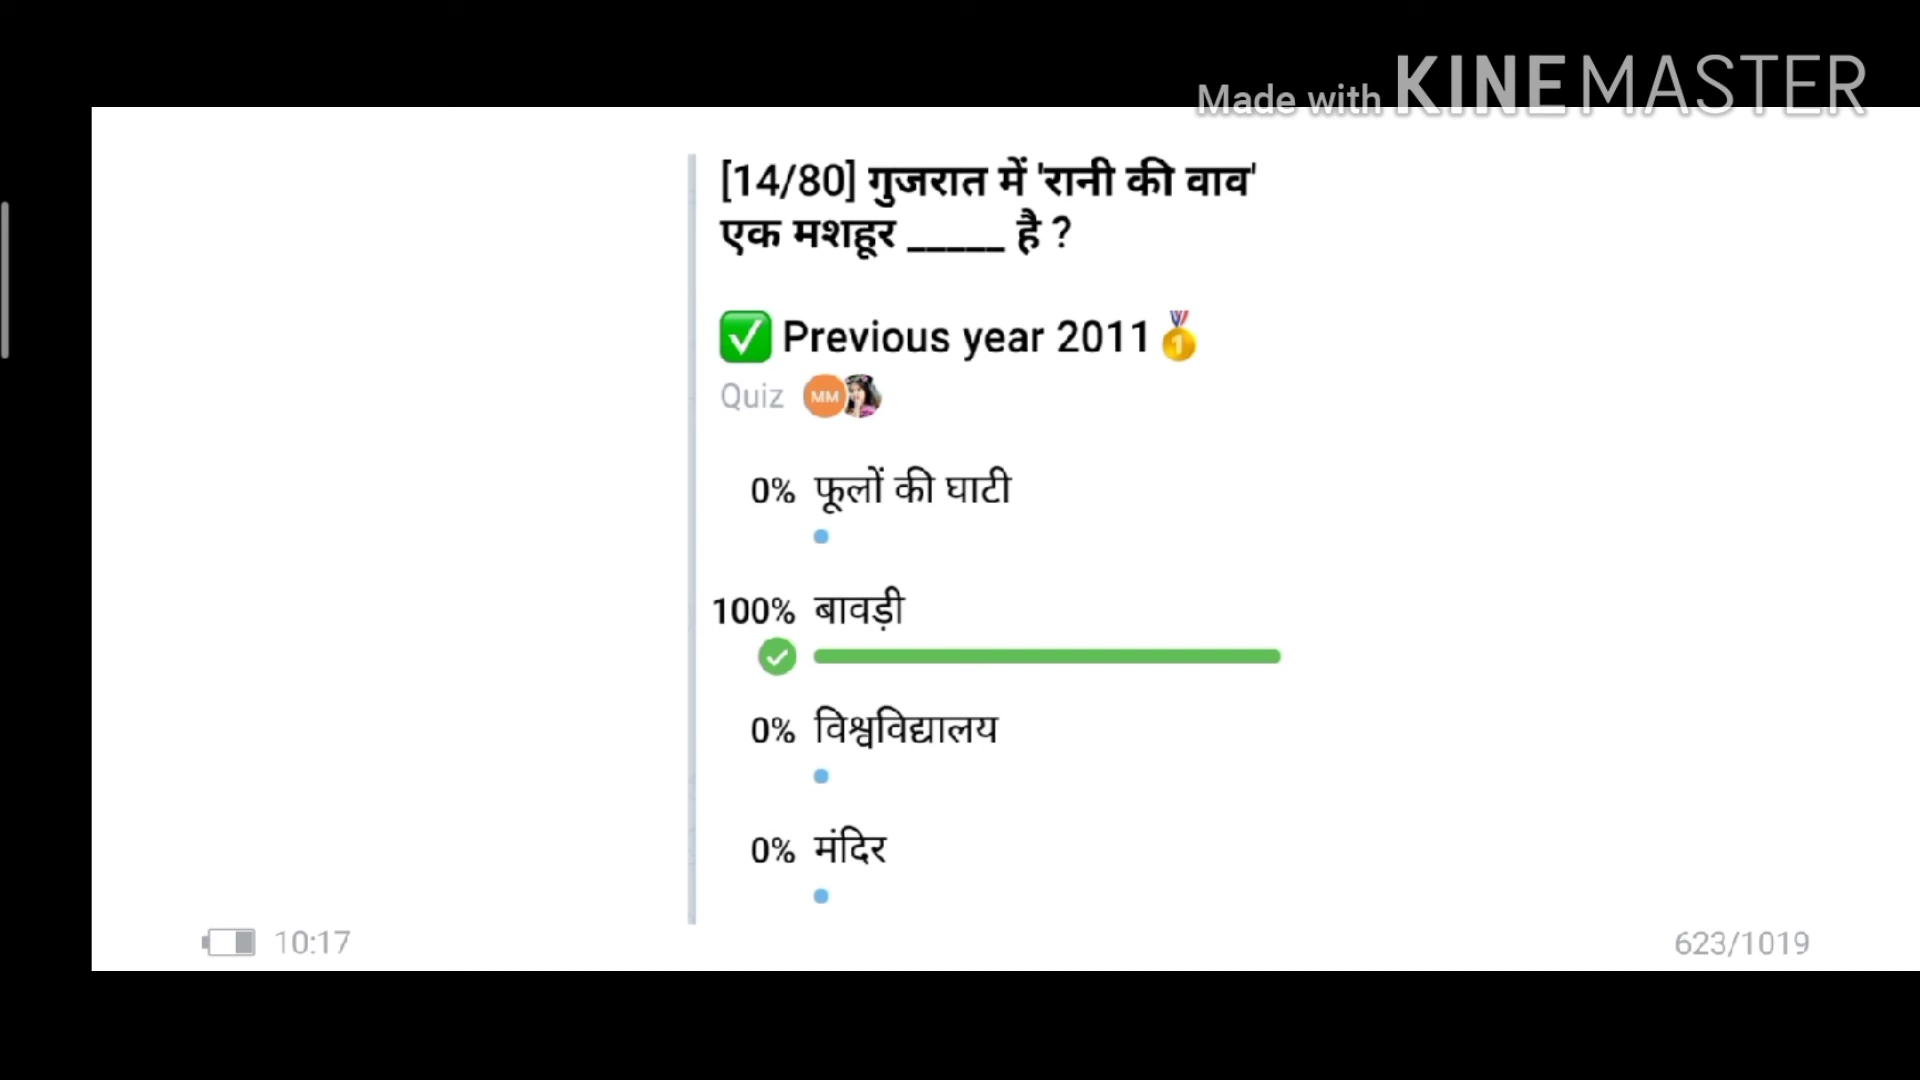 Made with KINEMASTER
[14/80] गुजरात में 'रानी की वाव'
एक मशहूर _____ है ?
✅ Previous year 2011🥇
Quiz MM
0% फूलों की घाटी
100% बावड़ी
0% विश्वविद्यालय
0% मंदिर
10:17
623/1019